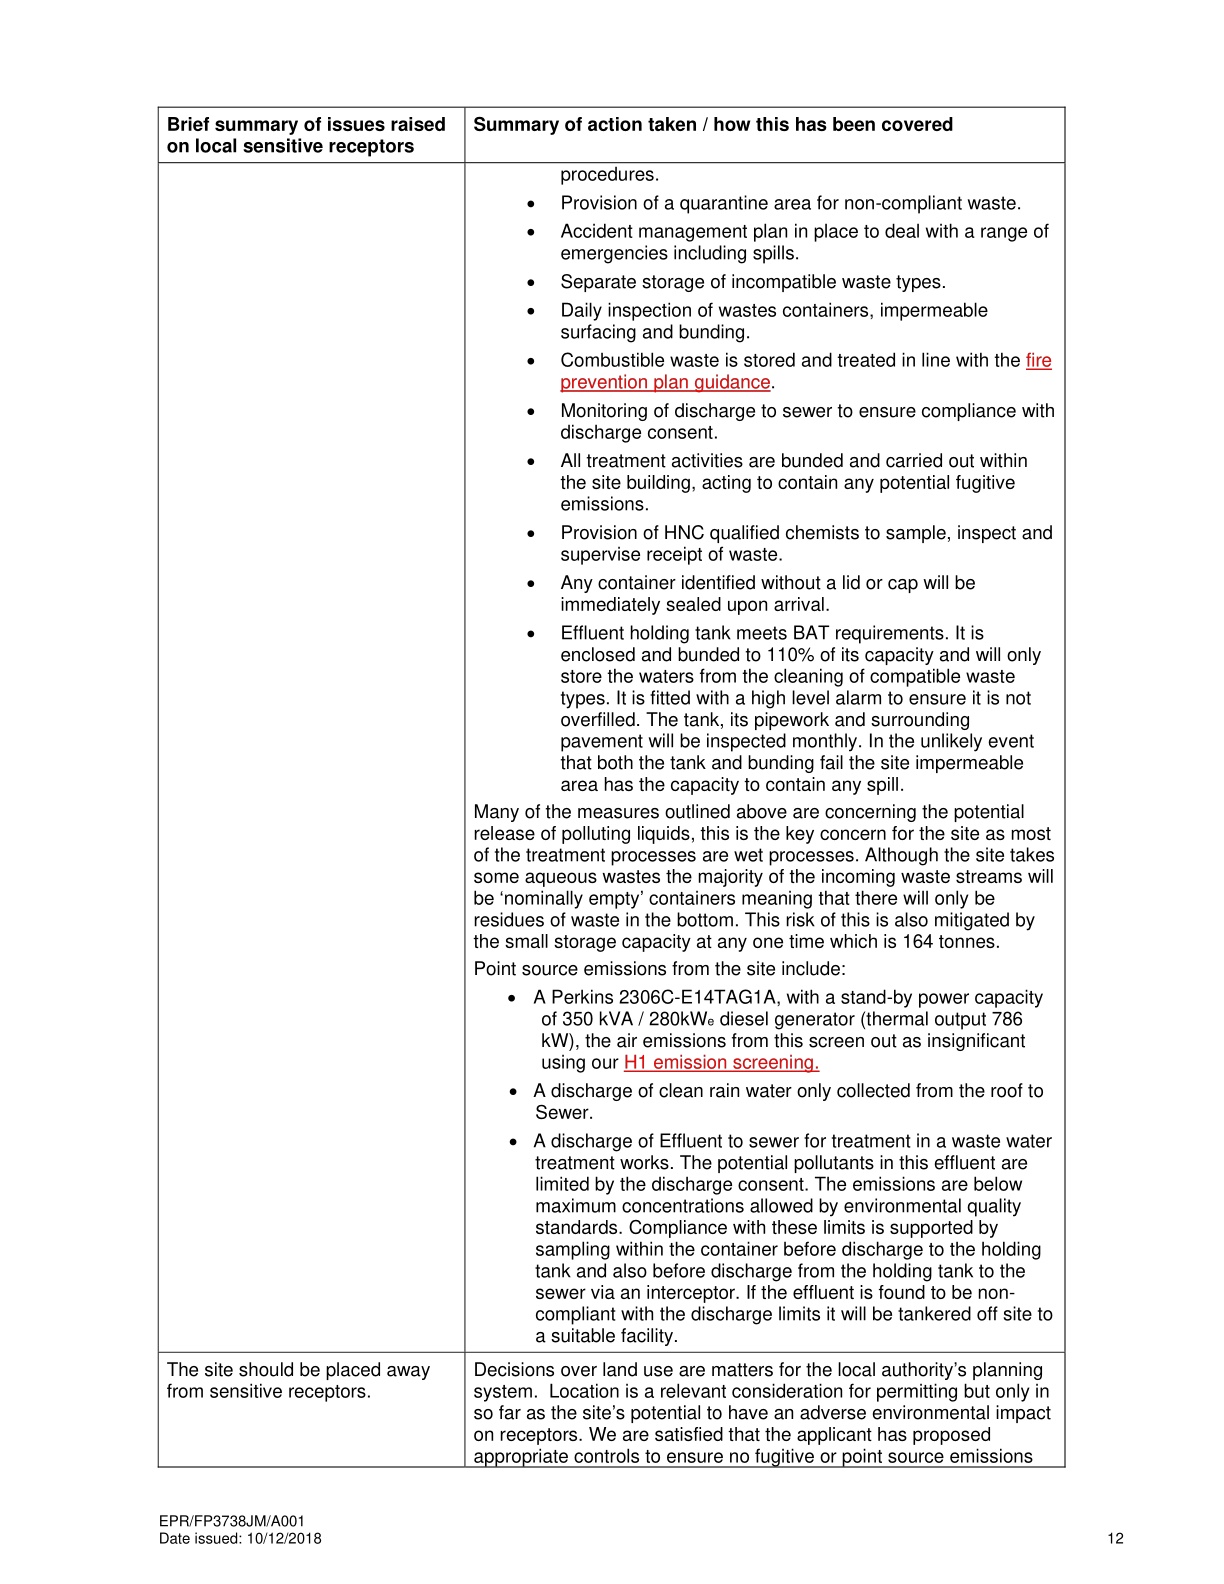 Brief summary of issues raised
on local sensitive receptors
Summary of action taken / how this has been covered
procedures.
• Provision of a quarantine area for non-compliant waste.
• Accident management plan in place to deal with a range of
emergencies including spills.
• Separate storage of incompatible waste types.
• Daily inspection of wastes containers, impermeable
surfacing and bunding.
• Combustible waste is stored and treated in line with the fire
prevention plan guidance.
• Monitoring of discharge to sewer to ensure compliance with
discharge consent.
• All treatment activities are bunded and carried out within
the site building, acting to contain any potential fugitive
emissions.
• Provision of HNC qualified chemists to sample, inspect and
supervise receipt of waste.
• Any container identified without a lid or cap will be
immediately sealed upon arrival.
• Effluent holding tank meets BAT requirements. It is
enclosed and bunded to 110% of its capacity and will only
store the waters from the cleaning of compatible waste
types. It is fitted with a high level alarm to ensure it is not
overfilled. The tank, its pipework and surrounding
pavement will be inspected monthly. In the unlikely event
that both the tank and bunding fail the site impermeable
area has the capacity to contain any spill.
Many of the measures outlined above are concerning the potential
release of polluting liquids, this is the key concern for the site as most
of the treatment processes are wet processes. Although the site takes
some aqueous wastes the majority of the incoming waste streams will
be ‘nominally empty’ containers meaning that there will only be
residues of waste in the bottom. This risk of this is also mitigated by
the small storage capacity at any one time which is 164 tonnes.
Point source emissions from the site include:
• A Perkins 2306C-E14TAG1A, with a stand-by power capacity
of 350 kVA / 280kWe diesel generator (thermal output 786
kW), the air emissions from this screen out as insignificant
using our H1 emission screening.
• A discharge of clean rain water only collected from the roof to
Sewer.
• A discharge of Effluent to sewer for treatment in a waste water
treatment works. The potential pollutants in this effluent are
limited by the discharge consent. The emissions are below
maximum concentrations allowed by environmental quality
standards. Compliance with these limits is supported by
sampling within the container before discharge to the holding
tank and also before discharge from the holding tank to the
sewer via an interceptor. If the effluent is found to be non-
compliant with the discharge limits it will be tankered off site to
a suitable facility.
The site should be placed away
from sensitive receptors.
Decisions over land use are matters for the local authority’s planning
system.  Location is a relevant consideration for permitting but only in
so far as the site’s potential to have an adverse environmental impact
on receptors. We are satisfied that the applicant has proposed
appropriate controls to ensure no fugitive or point source emissions
EPR/FP3738JM/A001
Date issued: 10/12/2018
12